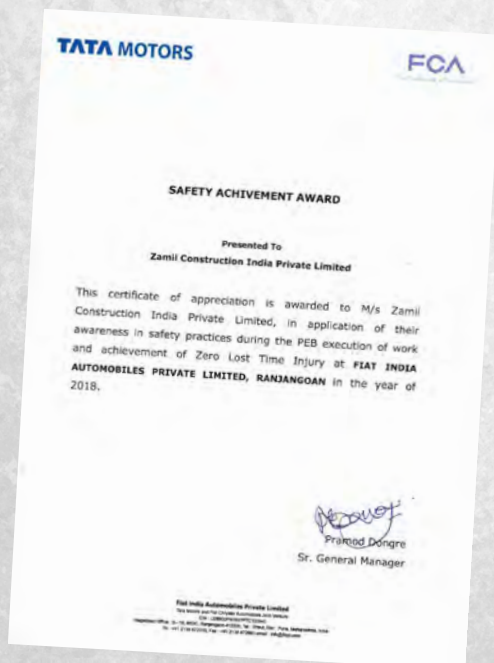 TATA MOTORS
FCA
SAFETY ACHIVEMENT AWARD
Presented To
Zamil Construction India Private Limited
This certificate of appreciation is awarded to M/s Zamil
Construction India Private Limited, in application of their
awareness in safety practices during the PEB execution of work
and achievement of Zero Lost Time Injury at FIAT INDIA
AUTOMOBILES PRIVATE LIMITED, RANJANGOAN in the year of
2018.
Pramod Dongre
Sr. General Manager
Fiat India Automobiles Private Limited